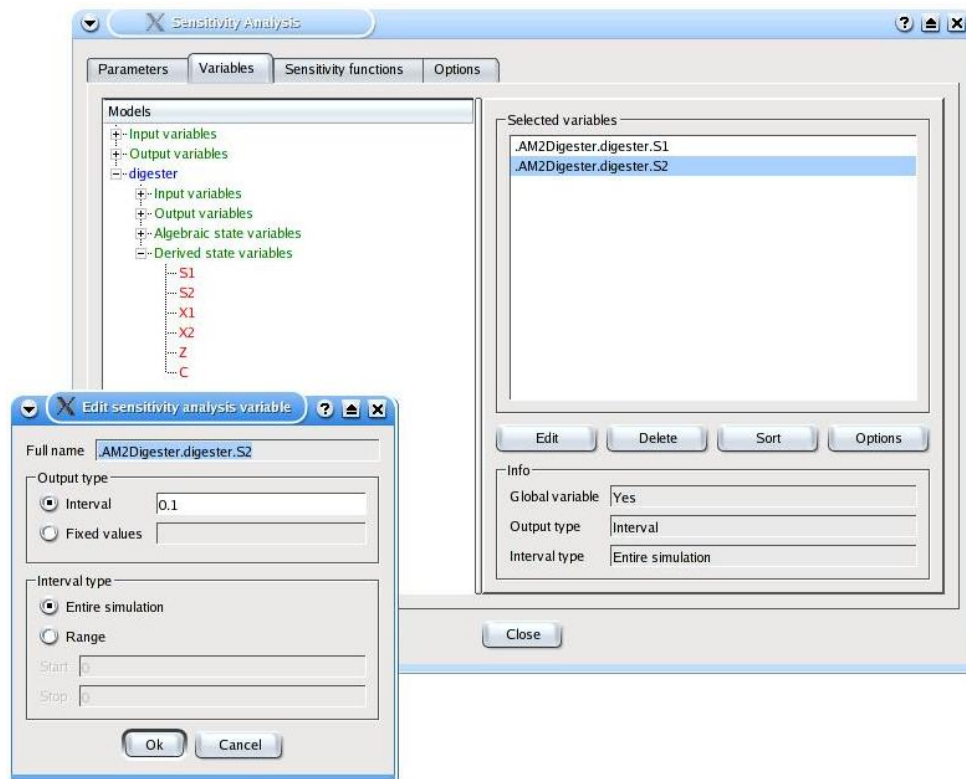 Sensitivity Analysis
Parameters
Variables
Sensitivity functions
Options
Models
Input variables
Output variables
digester
Input variables
Output variables
Algebraic state variables
Derived state variables
S1
S2
X1
X2
Z
C
Selected variables
.AM2Digester.digester.S1
.AM2Digester.digester.S2
Edit
Delete
Sort
Options
Info
Global variable Yes
Output type Interval
Interval type Entire simulation
Close
Edit sensitivity analysis variable
Full name .AM2Digester.digester.S2
Output type
Interval 0.1
Fixed values
Interval type
Entire simulation
Range
Start 0
Stop 0
Ok
Cancel